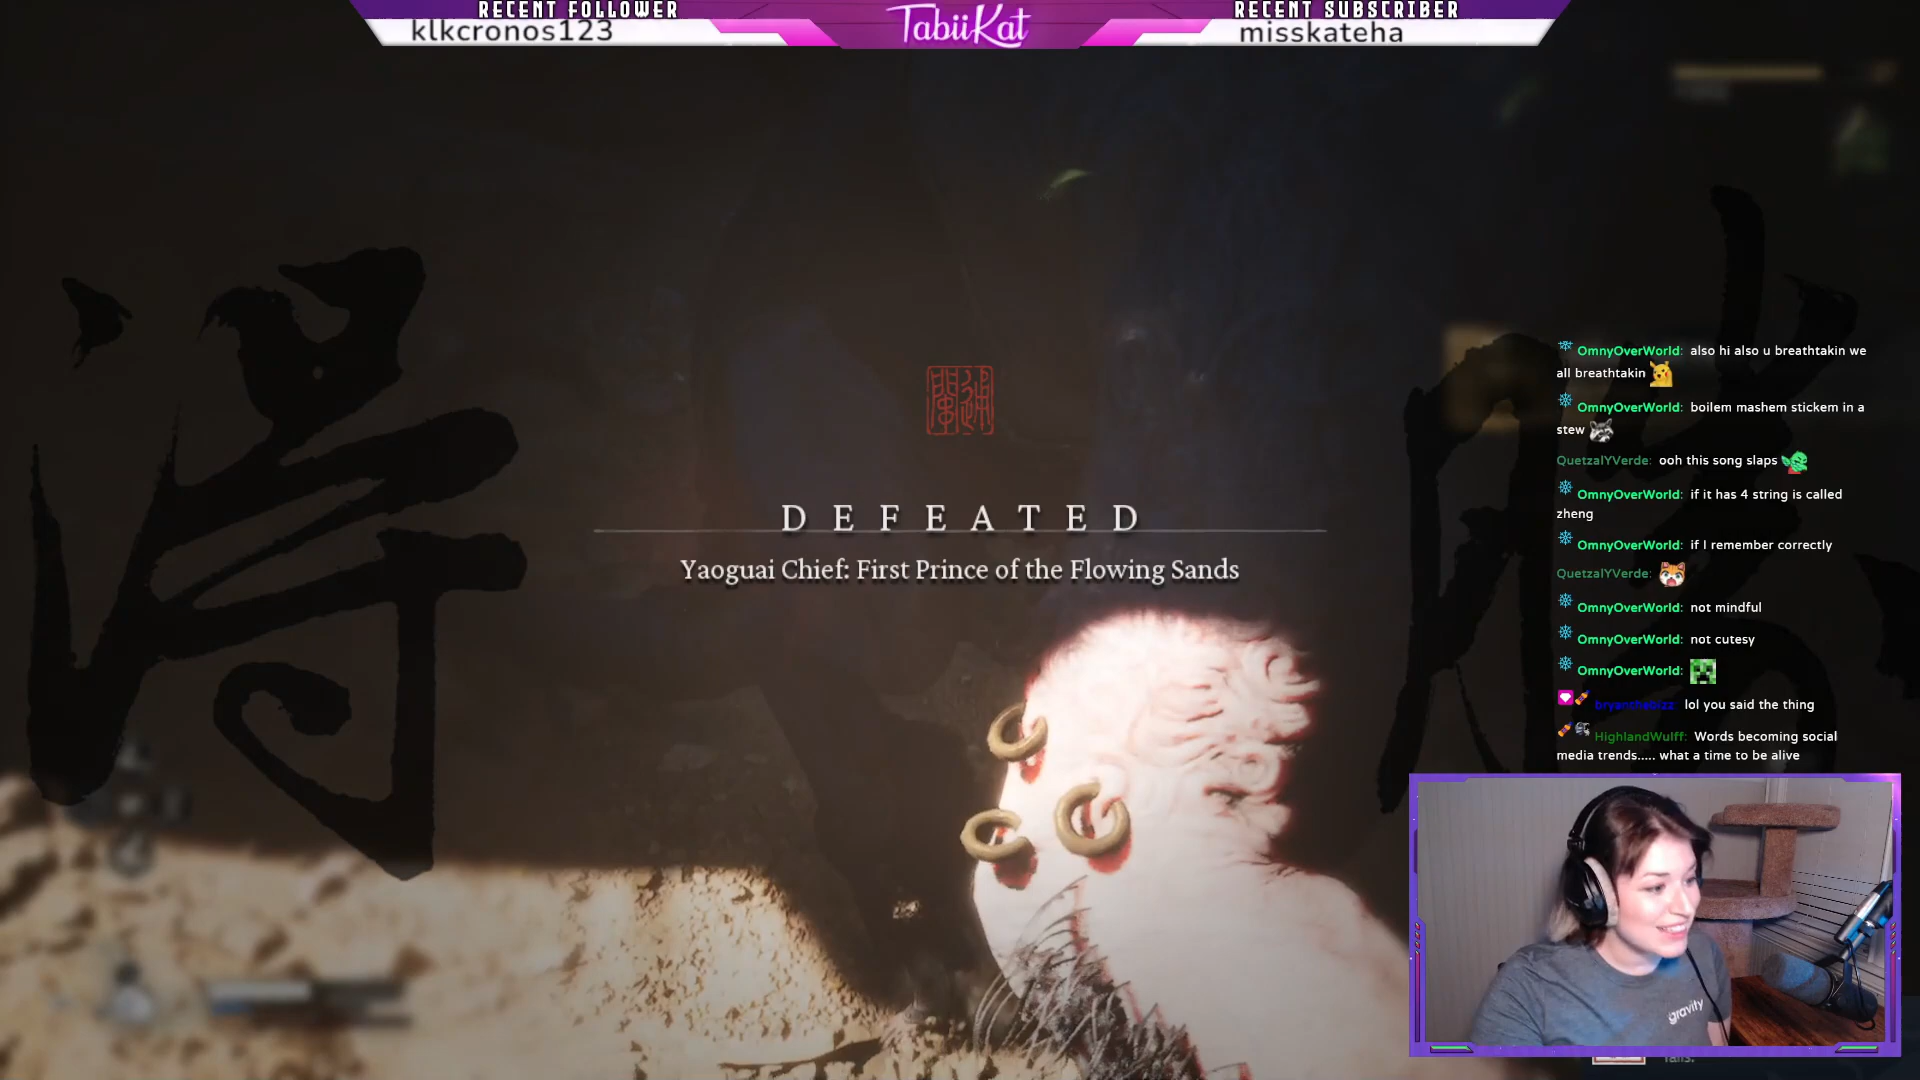 RECENT FOLLOWER
klkcronos123
TabiiKat
RECENT SUBSCRIBER
misskateha
得勝
DEFEATED
Yaoguai Chief: First Prince of the Flowing Sands
OmnyOverWorld: also hi also u breathtakin we
all breathtakin
OmnyOverWorld: boilem mashem stickem in a
stew
QuetzalYVerde: ooh this song slaps
OmnyOverWorld: if it has 4 string is called
zheng
OmnyOverWorld: if I remember correctly
QuetzalYVerde:
OmnyOverWorld: not mindful
OmnyOverWorld: not cutesy
OmnyOverWorld:
lol you said the thing
HighlandWulff: Words becoming social
media trends..... what a time to be alive
gravity